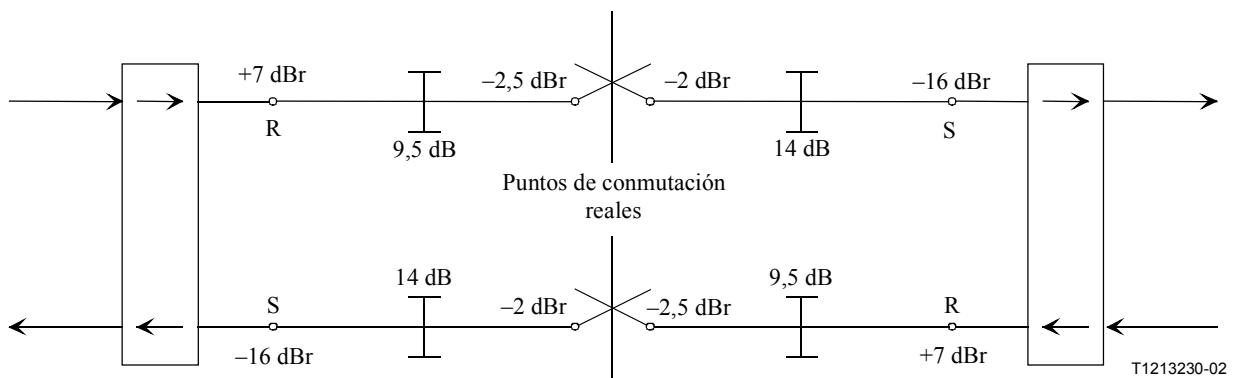 +7 dBr
–2,5 dBr
–2 dBr
–16 dBr
R
S
9,5 dB
14 dB
Puntos de conmutación
reales
14 dB
9,5 dB
S
–2 dBr
–2,5 dBr
R
–16 dBr
+7 dBr
T1213230-02